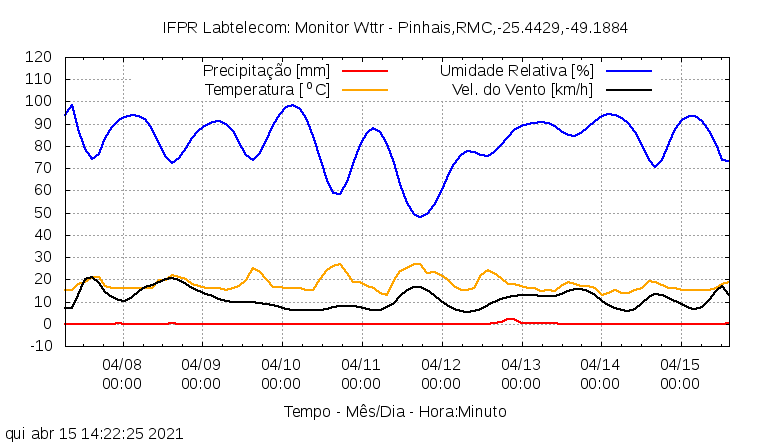 IFPR Labtelecom: Monitor Wttr - Pinhais,RMC,-25.4429,-49.1884
120
110
100
90
80
70
60
50
40
30
20
10
0
-10
Precipitação [mm]
Temperatura [⁰C]
Umidade Relativa [%]
Vel. do Vento [km/h]
04/08 04/09 04/10 04/11 04/12 04/13 04/14 04/15
00:00 00:00 00:00 00:00 00:00 00:00 00:00 00:00
Tempo - Mês/Dia - Hora:Minuto
qui abr 15 14:22:25 2021